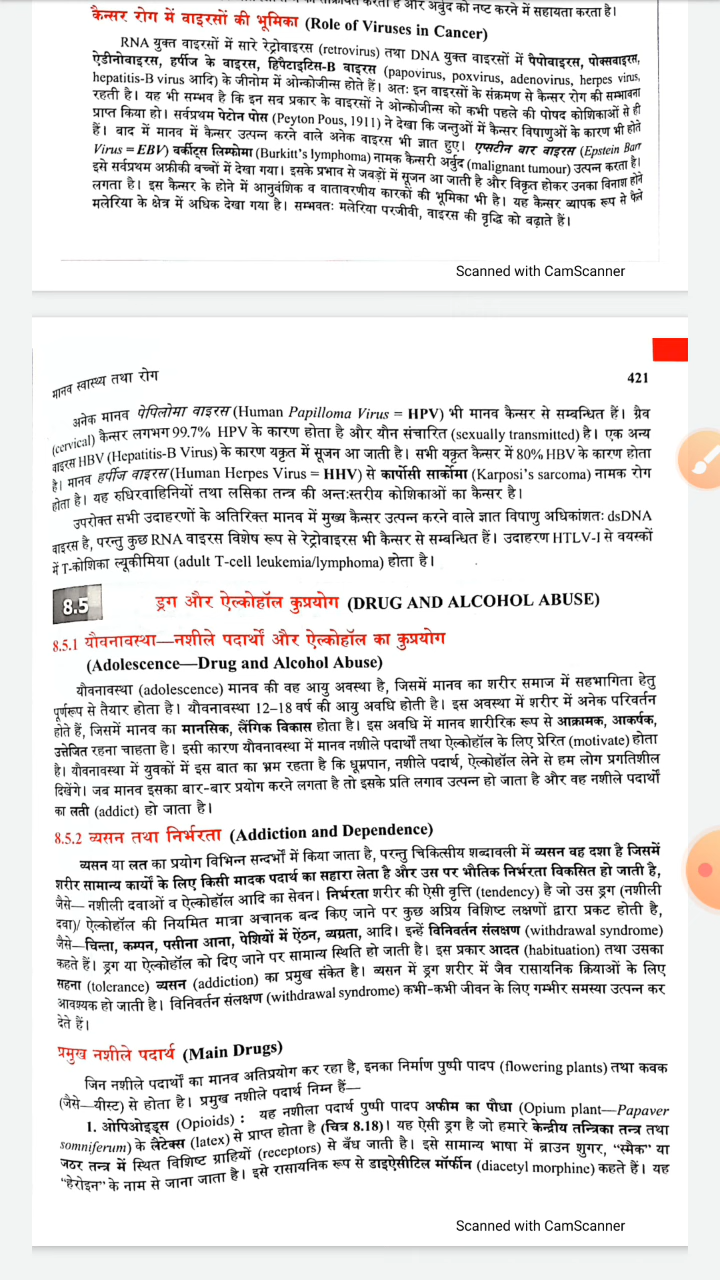 करता है और अर्बुद को नष्ट करने में सहायता करता है।
कैन्सर रोग में वाइरसों की भूमिका (Role of Viruses in Cancer)
RNA युक्त वाइरसों में सारे रेट्रोवाइरस (retrovirus) तथा DNA युक्त वाइरसों में पैपोवाइरस, पोक्सवाइरस,
ऐडीनोवाइरस, हर्पीज के वाइरस, हिपैटाइटिस-B वाइरस (papovirus, poxvirus, adenovirus, herpes virus,
hepatitis-B virus आदि) के जीनोम में ओन्कोजीन्स होते हैं। अतः इन वाइरसों के संक्रमण से कैन्सर रोग की सम्भावना
रहती है। यह भी सम्भव है कि इन सव प्रकार के वाइरसों ने ओन्कोजीन्स को कभी पहले की पोषद कोशिकाओं से ही
प्राप्त किया हो। सर्वप्रथम पेटोन पोस (Peyton Pous, 1911) ने देखा कि जन्तुओं में कैन्सर विषाणुओं के कारण भी होते
हैं। बाद में मानव में कैन्सर उत्पन्न करने वाले अनेक वाइरस भी ज्ञात हुए। एपस्टीन बार वाइरस (Epstein Barr
Virus = EBV) बर्कीट्स लिम्फोमा (Burkitt's lymphoma) नामक कैन्सरी अर्बुद (malignant tumour) उत्पन्न करता है।
इसे सर्वप्रथम अफ्रीकी बच्चों में देखा गया। इसके प्रभाव से जबड़ों में सूजन आ जाती है और विकृत होकर उनका विनाश होने
लगता है। इस कैन्सर के होने में आनुवंशिक व वातावरणीय कारकों की भूमिका भी है। यह कैन्सर व्यापक रूप से फैले
मलेरिया के क्षेत्र में अधिक देखा गया है। सम्भवतः मलेरिया परजीवी, वाइरस की वृद्धि को बढ़ाते हैं।
Scanned with CamScanner
मानव स्वास्थ्य तथा रोग 421
अनेक मानव पेपिलोमा वाइरस (Human Papilloma Virus = HPV) भी मानव कैन्सर से सम्बन्धित हैं। ग्रैव
(cervical) कैन्सर लगभग 99.7% HPV के कारण होता है और यौन संचारित (sexually transmitted) है। एक अन्य
वाइरस HBV (Hepatitis-B Virus) के कारण यकृत में सूजन आ जाती है। सभी यकृत कैन्सर में 80% HBV के कारण होता
है। मानव हर्पीज वाइरस (Human Herpes Virus = HHV) से कार्पोसी सार्कोमा (Karposi's sarcoma) नामक रोग
होता है। यह रुधिरवाहिनियों तथा लसिका तन्त्र की अन्तःस्तरीय कोशिकाओं का कैन्सर है।
उपरोक्त सभी उदाहरणों के अतिरिक्त मानव में मुख्य कैन्सर उत्पन्न करने वाले ज्ञात विषाणु अधिकांशतः dsDNA
वाइरस है, परन्तु कुछ RNA वाइरस विशेष रूप से रेट्रोवाइरस भी कैन्सर से सम्बन्धित हैं। उदाहरण HTLV-I से वयस्कों
में T-कोशिका ल्यूकीमिया (adult T-cell leukemia/lymphoma) होता है।
8.5 ड्रग और ऐल्कोहॉल कुप्रयोग (DRUG AND ALCOHOL ABUSE)
8.5.1 यौवनावस्था—नशीले पदार्थों और ऐल्कोहॉल का कुप्रयोग
(Adolescence—Drug and Alcohol Abuse)
यौवनावस्था (adolescence) मानव की वह आयु अवस्था है, जिसमें मानव का शरीर समाज में सहभागिता हेतु
पूर्णरूप से तैयार होता है। यौवनावस्था 12–18 वर्ष की आयु अवधि होती है। इस अवस्था में शरीर में अनेक परिवर्तन
होते हैं, जिसमें मानव का मानसिक, लैंगिक विकास होता है। इस अवधि में मानव शारीरिक रूप से आक्रामक, आकर्षक,
उत्तेजित रहना चाहता है। इसी कारण यौवनावस्था में मानव नशीले पदार्थों तथा ऐल्कोहॉल के लिए प्रेरित (motivate) होता
है। यौवनावस्था में युवकों में इस बात का भ्रम रहता है कि धूम्रपान, नशीले पदार्थ, ऐल्कोहॉल लेने से हम लोग प्रगतिशील
दिखेंगे। जब मानव इसका बार-बार प्रयोग करने लगता है तो इसके प्रति लगाव उत्पन्न हो जाता है और वह नशीले पदार्थों
का लती (addict) हो जाता है।
8.5.2 व्यसन तथा निर्भरता (Addiction and Dependence)
व्यसन या लत का प्रयोग विभिन्न सन्दर्भों में किया जाता है, परन्तु चिकित्सीय शब्दावली में व्यसन वह दशा है जिसमें
शरीर सामान्य कार्यों के लिए किसी मादक पदार्थ का सहारा लेता है और उस पर भौतिक निर्भरता विकसित हो जाती है,
जैसे— नशीली दवाओं व ऐल्कोहॉल आदि का सेवन। निर्भरता शरीर की ऐसी वृत्ति (tendency) है जो उस ड्रग (नशीली
दवा)/ ऐल्कोहॉल की नियमित मात्रा अचानक बन्द किए जाने पर कुछ अप्रिय विशिष्ट लक्षणों द्वारा प्रकट होती है,
जैसे—चिन्ता, कम्पन, पसीना आना, पेशियों में ऐंठन, व्यग्रता, आदि। इन्हें विनिवर्तन संलक्षण (withdrawal syndrome)
कहते हैं। ड्रग या ऐल्कोहॉल को दिए जाने पर सामान्य स्थिति हो जाती है। इस प्रकार आदत (habituation) तथा उसका
सहना (tolerance) व्यसन (addiction) का प्रमुख संकेत है। व्यसन में ड्रग शरीर में जैव रासायनिक क्रियाओं के लिए
आवश्यक हो जाती है। विनिवर्तन संलक्षण (withdrawal syndrome) कभी-कभी जीवन के लिए गम्भीर समस्या उत्पन्न कर
देते हैं।
प्रमुख नशीले पदार्थ (Main Drugs)
जिन नशीले पदार्थों का मानव अतिप्रयोग कर रहा है, इनका निर्माण पुष्पी पादप (flowering plants) तथा कवक
(जैसे—यीस्ट) से होता है। प्रमुख नशीले पदार्थ निम्न हैं—
1. ओपिओइड्स (Opioids) : यह नशीला पदार्थ पुष्पी पादप अफीम का पौधा (Opium plant—Papaver
somniferum) के लैटेक्स (latex) से प्राप्त होता है (चित्र 8.18)। यह ऐसी ड्रग है जो हमारे केन्द्रीय तन्त्रिका तन्त्र तथा
जठर तन्त्र में स्थित विशिष्ट ग्राहियों (receptors) से बँध जाती है। इसे सामान्य भाषा में ब्राउन शुगर, “स्मैक” या
“हेरोइन” के नाम से जाना जाता है। इसे रासायनिक रूप से डाइऐसीटिल मॉर्फीन (diacetyl morphine) कहते हैं। यह
Scanned with CamScanner